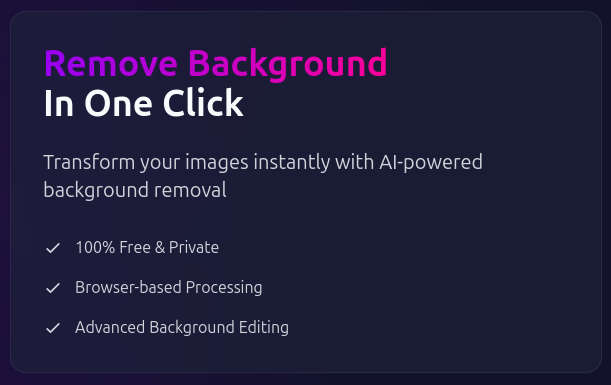 Remove Background
In One Click
Transform your images instantly with AI-powered
background removal
100% Free & Private
Browser-based Processing
Advanced Background Editing